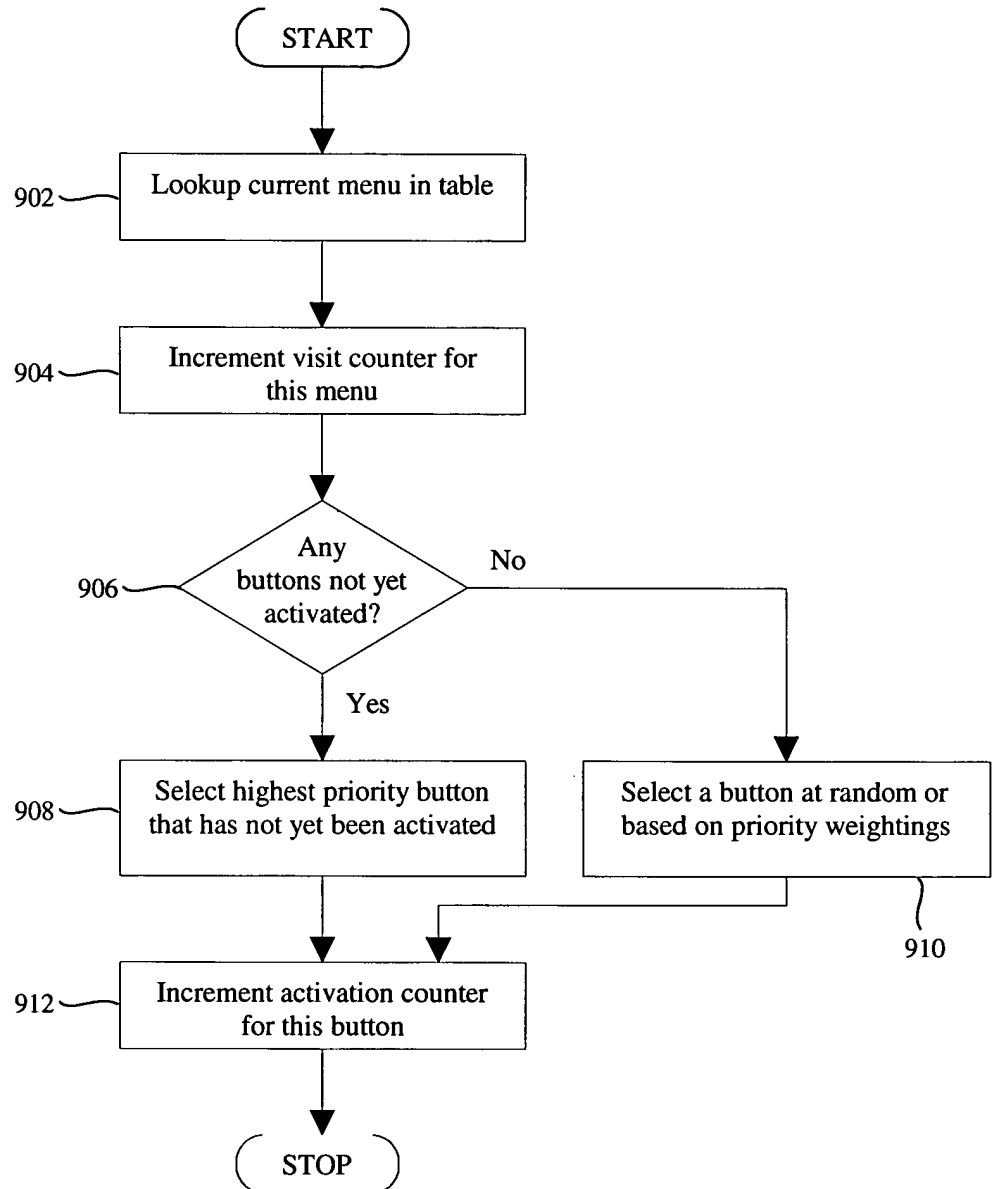 START
902
Lookup current menu in table
904
Increment visit counter for
this menu
906
Any
buttons not yet
activated?
No
Yes
908
Select highest priority button
that has not yet been activated
Select a button at random or
based on priority weightings
910
912
Increment activation counter
for this button
STOP